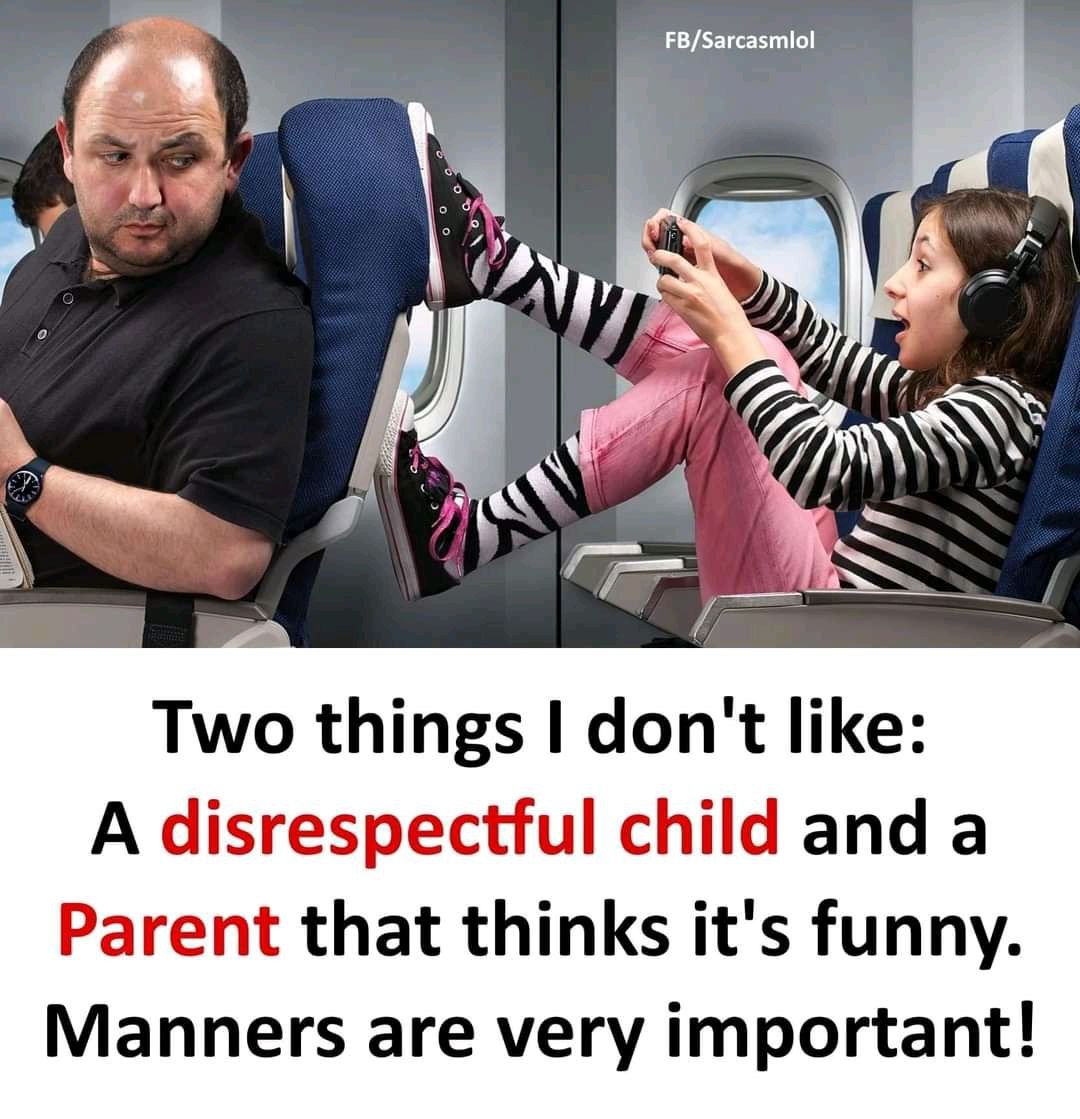 FB/Sarcasmlol
Two things I don't like:
A disrespectful child and a
Parent that thinks it's funny.
Manners are very important!